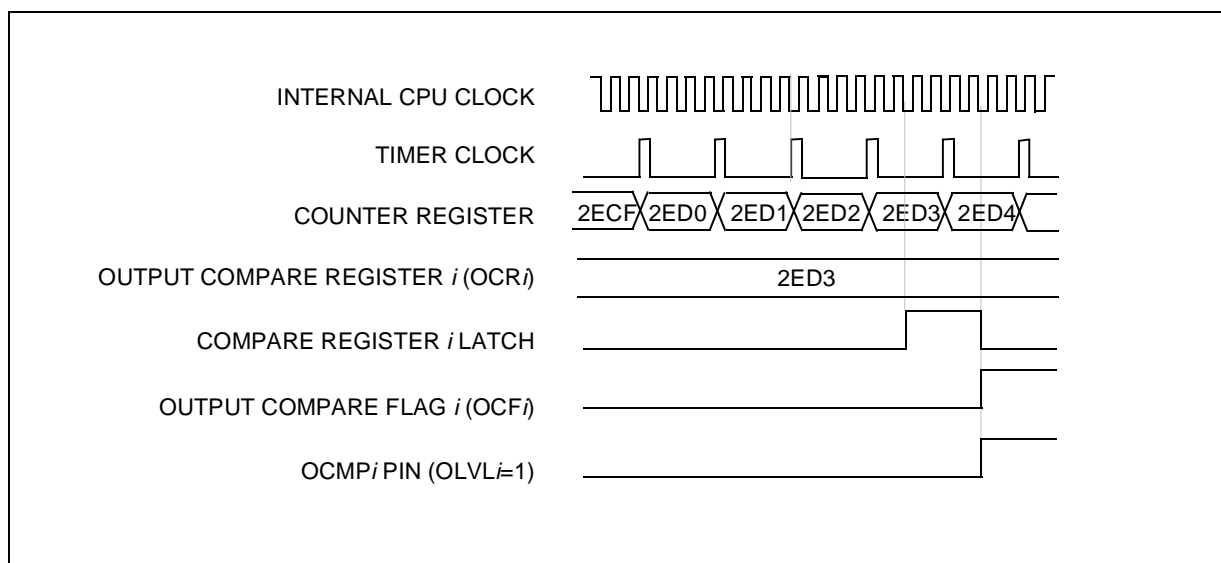 INTERNAL CPU CLOCK
TIMER CLOCK
COUNTER REGISTER
2ECF 2ED0 2ED1 2ED2 2ED3 2ED4
OUTPUT COMPARE REGISTER i (OCRi)
2ED3
COMPARE REGISTER i LATCH
OUTPUT COMPARE FLAG i (OCFi)
OCMPi PIN (OLVLi=1)